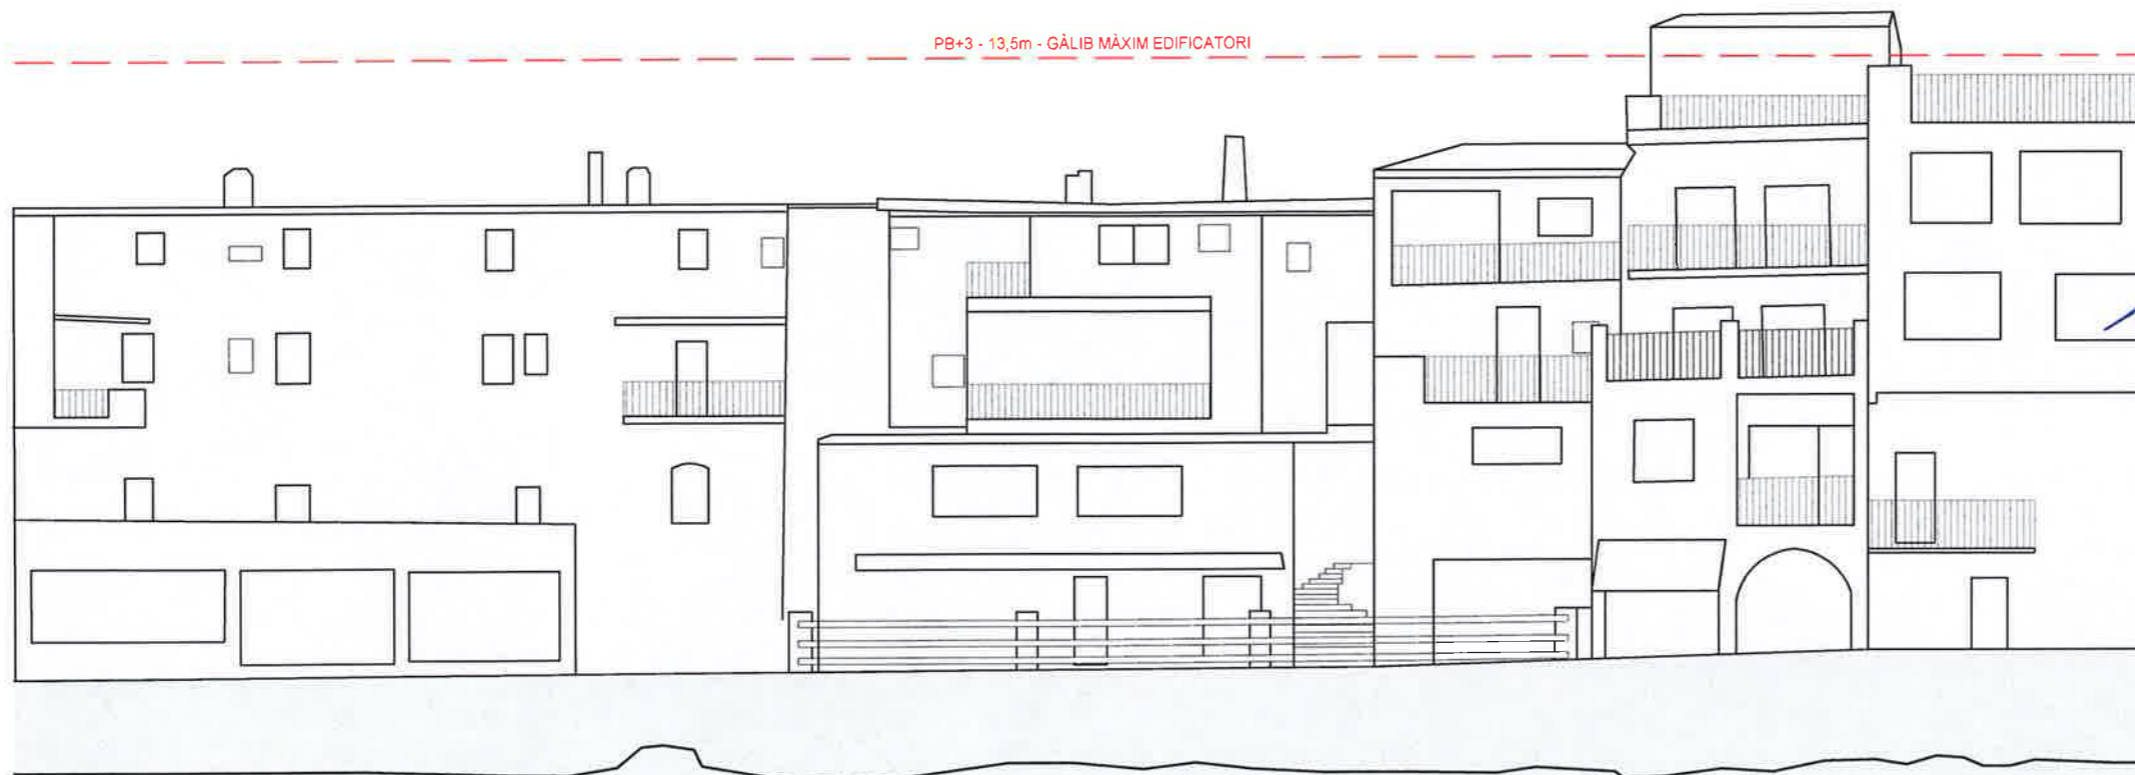 PB+3 - 13,5m - GÀLIB MÀXIM EDIFICATORI